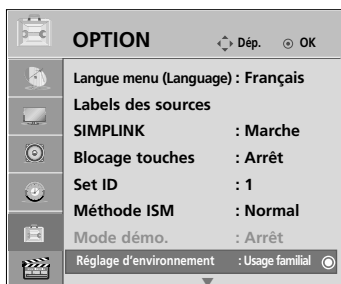 OPTION Dép. OK
Langue menu (Language) : Français
Labels des sources
SIMPLINK : Marche
Blocage touches : Arrêt
Set ID : 1
Méthode ISM : Normal
Mode démo. : Arrêt
Réglage d’environnement : Usage familial